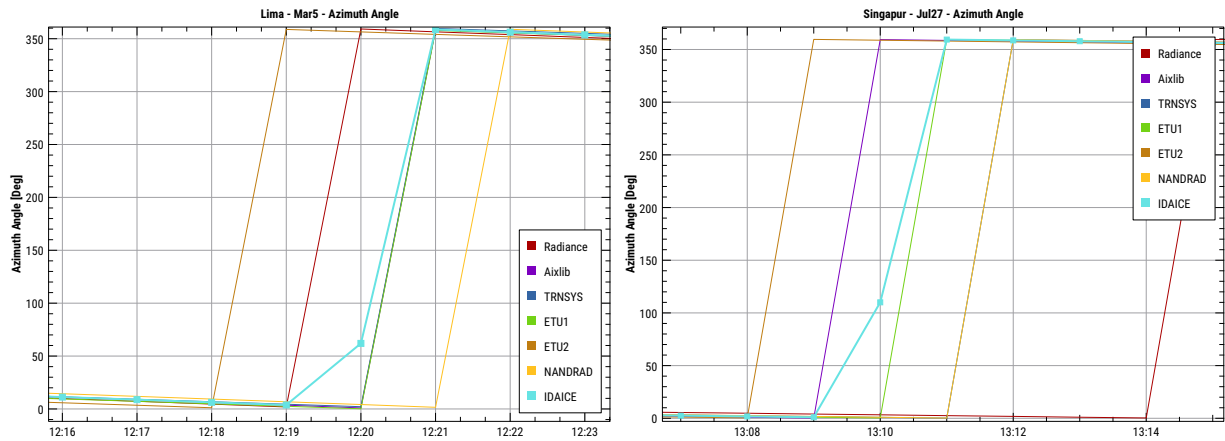 Lima - Mar5 - Azimuth Angle
Azimuth Angle [Deg]
350
300
250
200
150
100
50
0
12:16 12:17 12:18 12:19 12:20 12:21 12:22 12:23
Radiance
Aixlib
TRNSYS
ETU1
ETU2
NANDRAD
IDAICE
Singapur - Jul27 - Azimuth Angle
Azimuth Angle [Deg]
350
300
250
200
150
100
50
0
13:08 13:10 13:12 13:14
Radiance
Aixlib
TRNSYS
ETU1
ETU2
NANDRAD
IDAICE